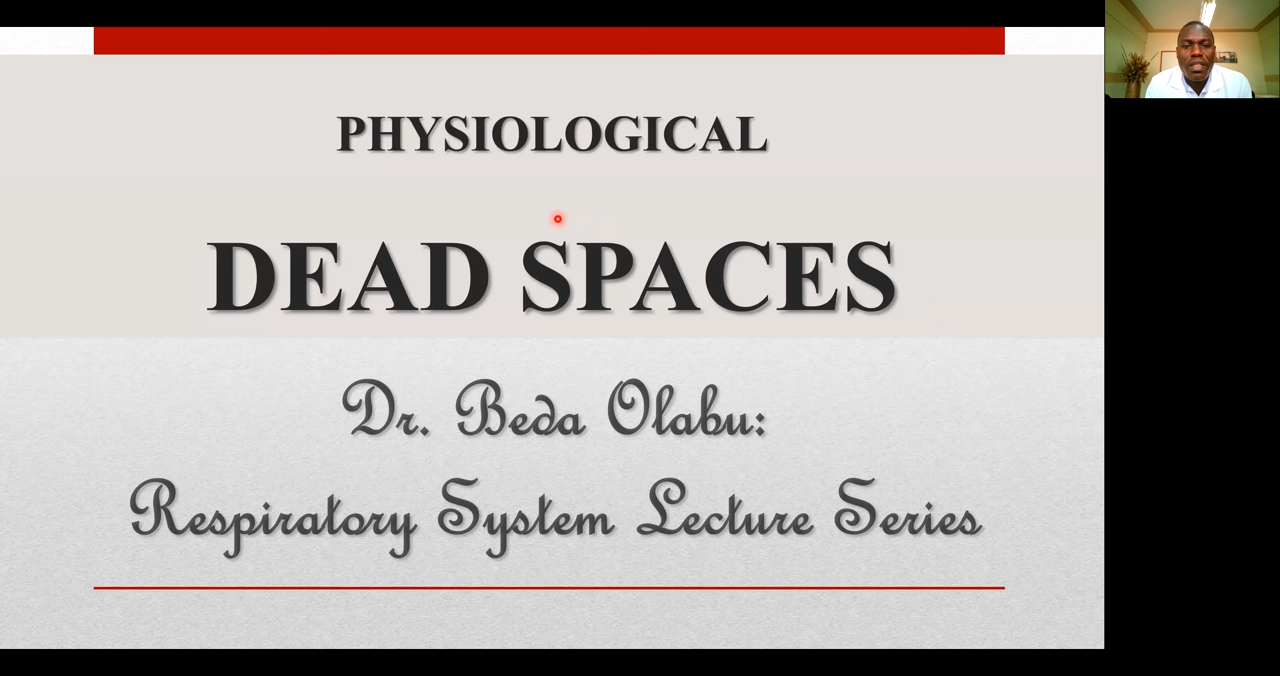 PHYSIOLOGICAL
DEAD SPACES
Dr. Beda Olabu:
Respiratory System Lecture Series